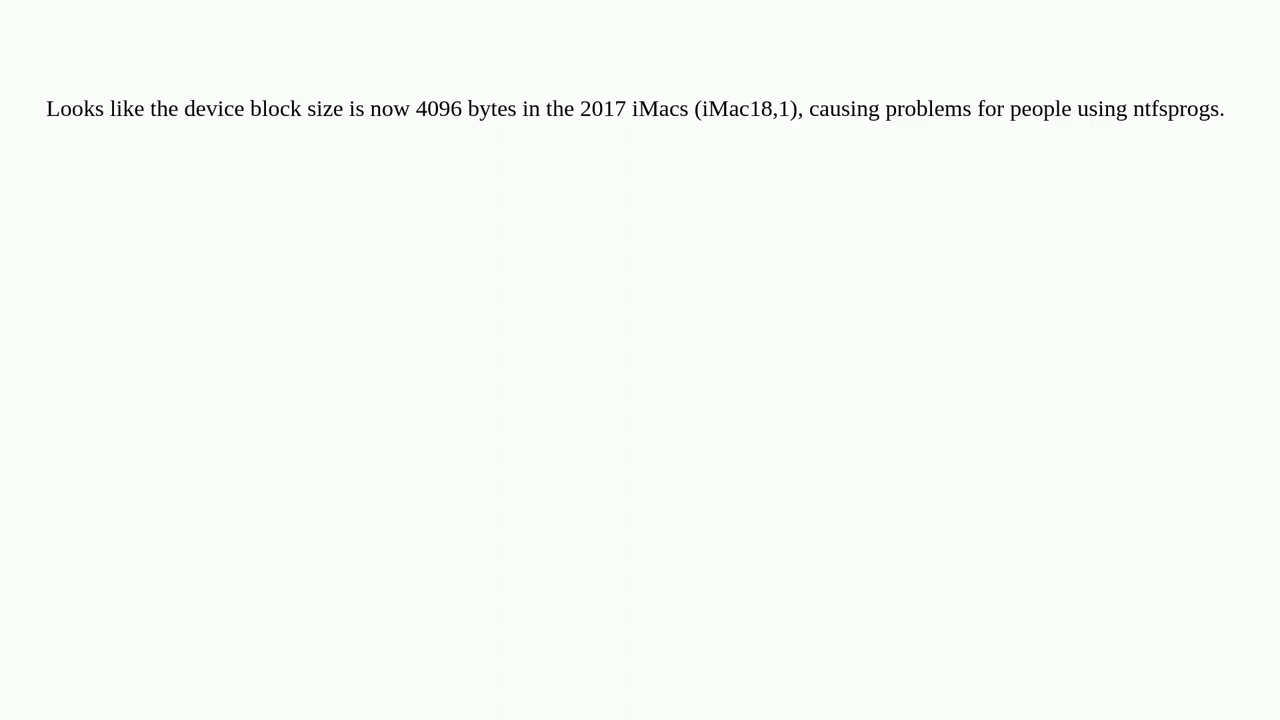 Looks like the device block size is now 4096 bytes in the 2017 iMacs (iMac18,1), causing problems for people using ntfsprogs.